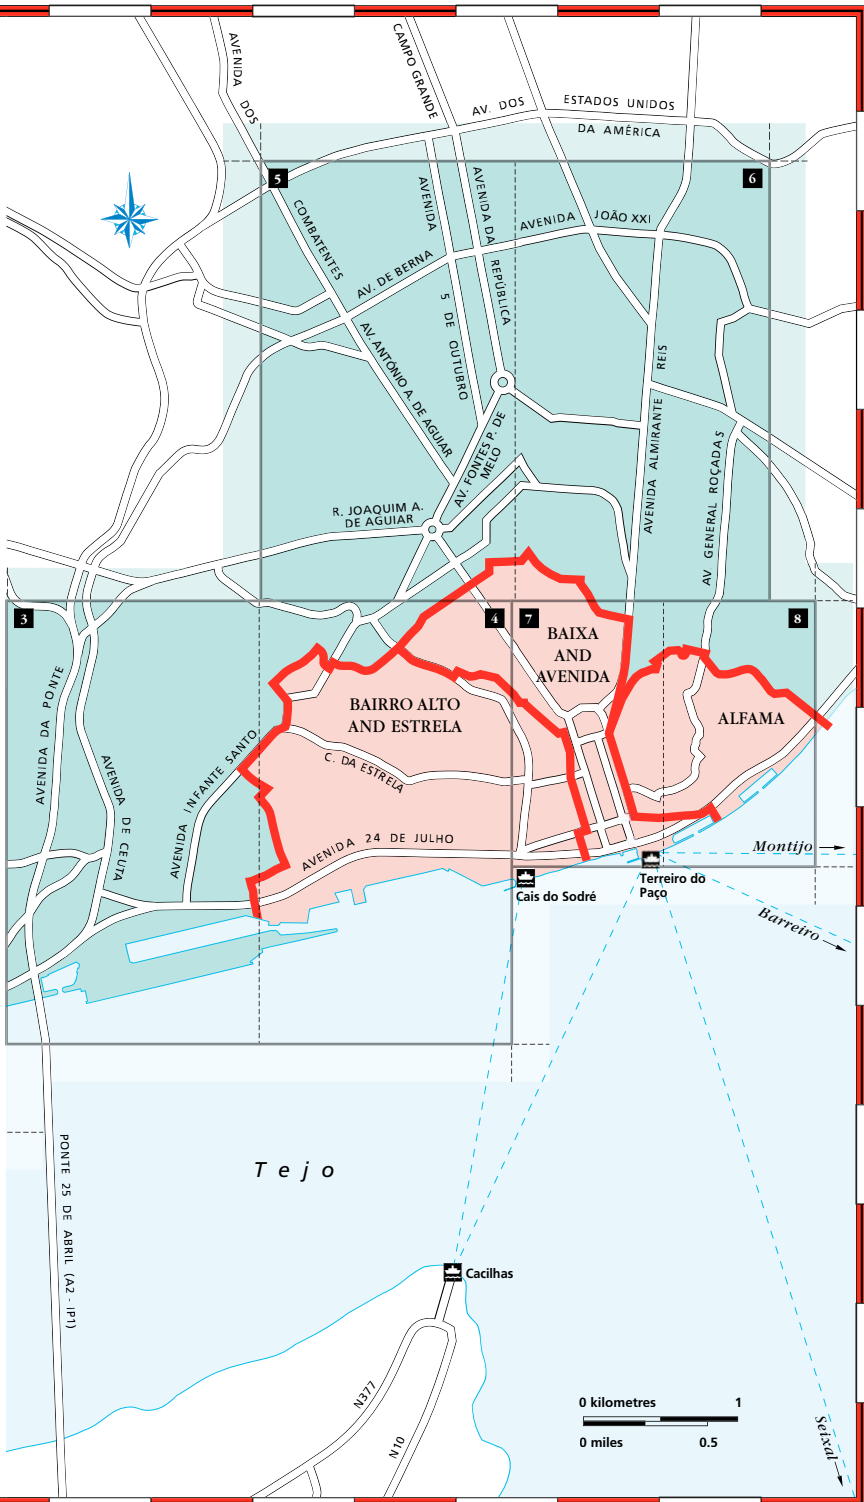 AVENIDA DOS
CAMPO GRANDE
AV. DOS
ESTADOS UNIDOS
DA AMÉRICA
5
6
COMBATENTES
AVENIDA
AVENIDA DA
REPÚBLICA
AVENIDA
JOÃO XXI
AV. DE BERNA
5 DE OUTUBRO
AV. ANTÓNIO A. DE AGUIAR
REIS
AVENIDA ALMIRANTE
AV. FONTES P. DE
MELO
AV GENERAL ROÇADAS
R. JOAQUIM A.
DE AGUIAR
3
4
7
8
BAIXA
AND
AVENIDA
BAIRRO ALTO
AND ESTRELA
ALFAMA
AVENIDA DA PONTE
AVENIDA DE CEUTA
AVENIDA INFANTE SANTO
C. DA ESTRELA
AVENIDA 24 DE JULHO
Montijo
Terreiro do
Paço
Cais do Sodré
Barreiro
PONTE 25 DE ABRIL (A2 - IP1)
Tejo
Cacilhas
N377
N10
0 kilometres 1
0 miles 0.5
Seixal